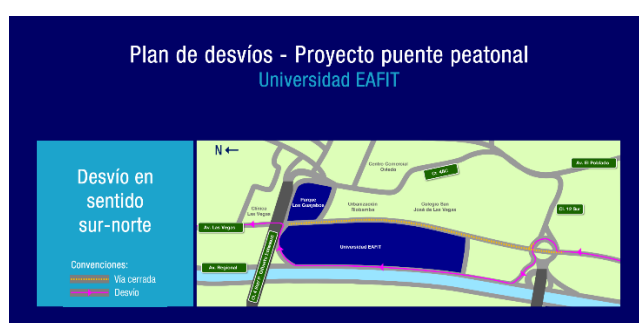 Plan de desvíos - Proyecto puente peatonal
Universidad EAFIT
Desvío en
sentido
sur-norte
Convenciones:
Vía cerrada
Desvío
N
Centro Comercial
Oviedo
Av. El Poblado
Parque
Los Guayabos
Clínica
Las Vegas
Urbanización
Colegio San
José de Las Vegas
Cl. 10 Sur
Av. Las Vegas
Universidad EAFIT
Av. Regional